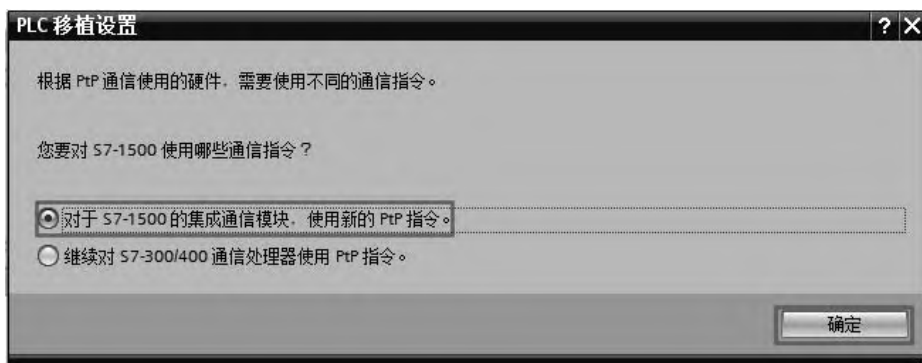 PLC 移植设置
? X
根据 PtP 通信使用的硬件，需要使用不同的通信指令。
您要对 S7-1500 使用哪些通信指令？
对于 S7-1500 的集成通信模块，使用新的 PtP 指令。
继续对 S7-300/400 通信处理器使用 PtP 指令。
确定